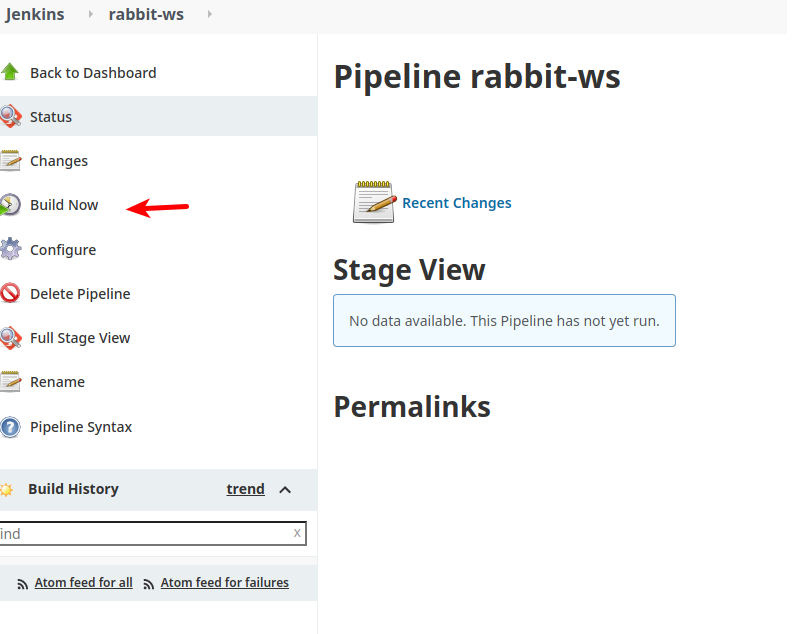 Jenkins rabbit-ws
Back to Dashboard
Status
Changes
Build Now
Configure
Delete Pipeline
Full Stage View
Rename
Pipeline Syntax
Build History trend
ind x
Atom feed for all Atom feed for failures
Pipeline rabbit-ws
Recent Changes
Stage View
No data available. This Pipeline has not yet run.
Permalinks